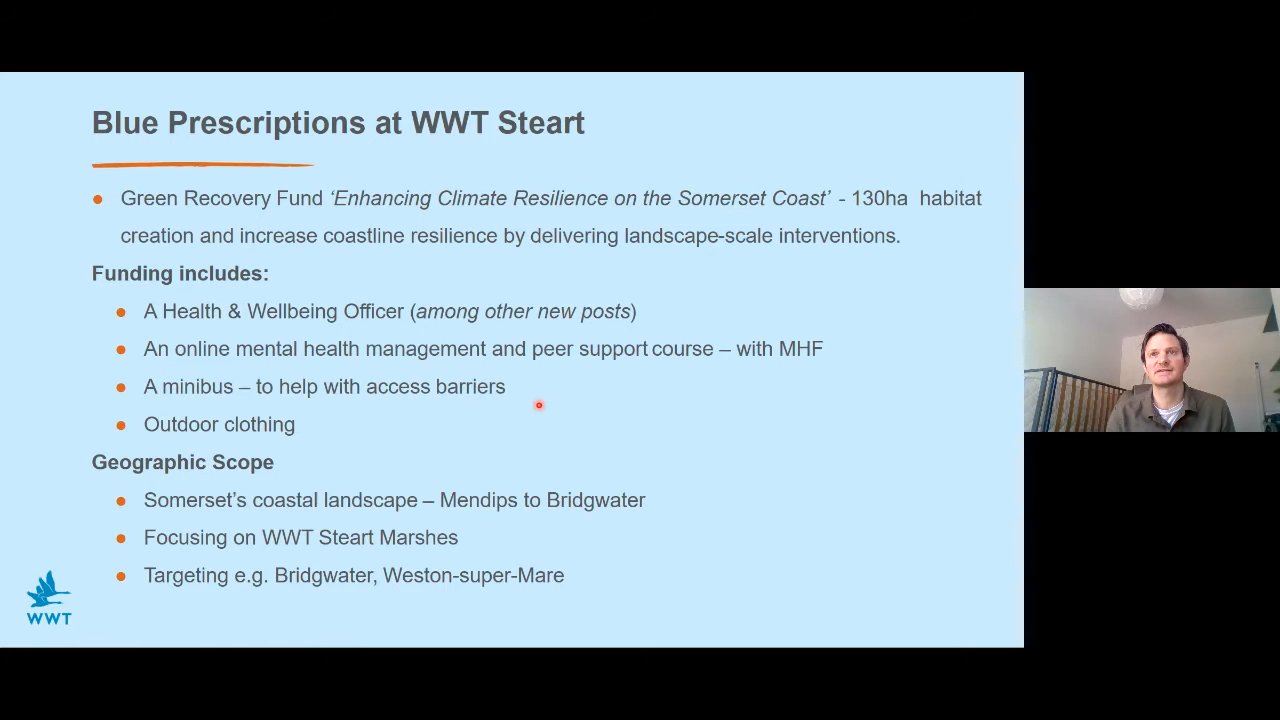 Blue Prescriptions at WWT Steart
Green Recovery Fund ‘Enhancing Climate Resilience on the Somerset Coast’ - 130ha habitat
creation and increase coastline resilience by delivering landscape-scale interventions.
Funding includes:
A Health & Wellbeing Officer (among other new posts)
An online mental health management and peer support course – with MHF
A minibus – to help with access barriers
Outdoor clothing
Geographic Scope
Somerset’s coastal landscape – Mendips to Bridgwater
Focusing on WWT Steart Marshes
Targeting e.g. Bridgwater, Weston-super-Mare
WWT